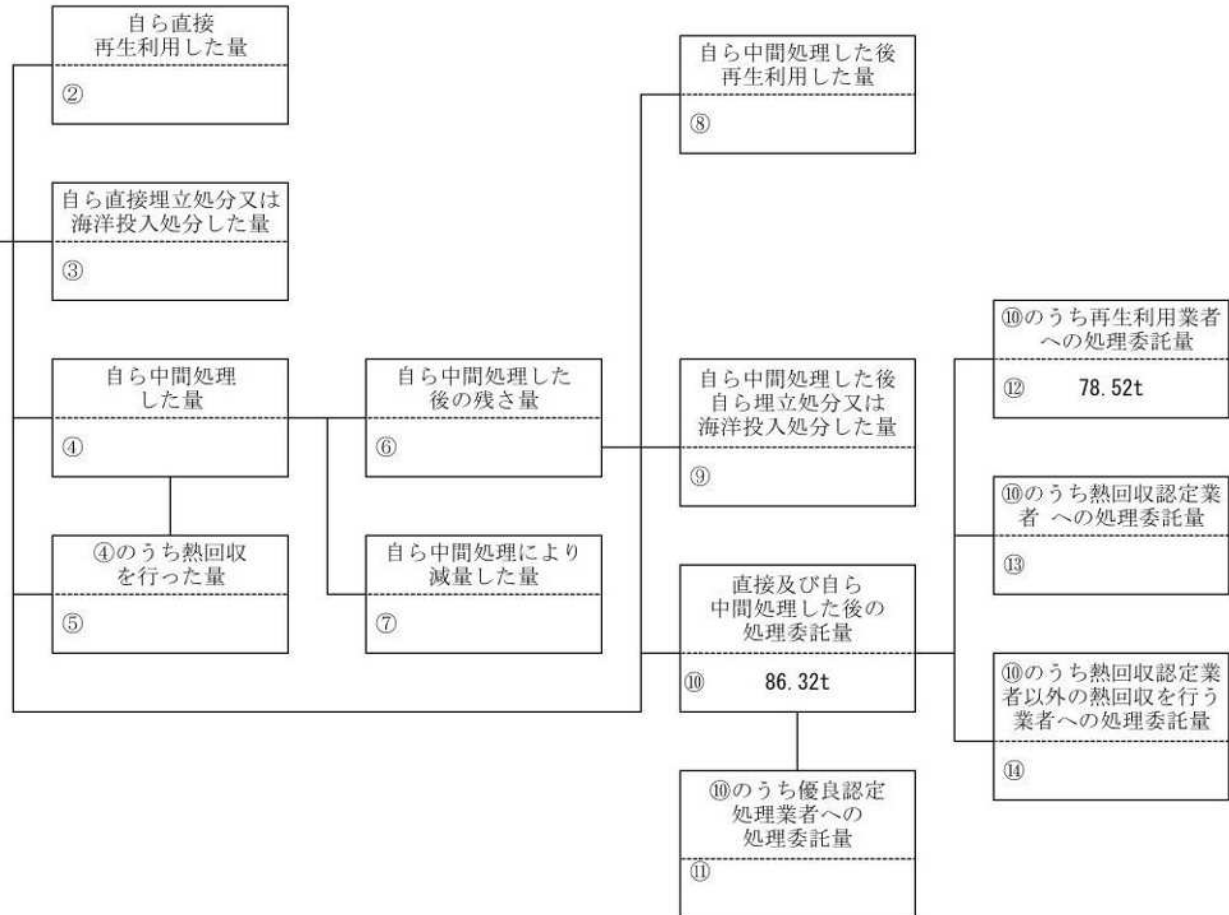 自ら直接
再生利用した量
②
自ら直接埋立処分又は
海洋投入処分した量
③
自ら中間処理
した量
④
④のうち熱回収
を行った量
⑤
自ら中間処理した
後の残さ量
⑥
自ら中間処理により
減量した量
⑦
自ら中間処理した後
再生利用した量
⑧
自ら中間処理した後
自ら埋立処分又は
海洋投入処分した量
⑨
直接及び自ら
中間処理した後の
処理委託量
⑩ 86.32t
⑩のうち優良認定
処理業者への
処理委託量
⑪
⑩のうち再生利用業者
への処理委託量
⑫ 78.52t
⑩のうち熱回収認定業
者 への処理委託量
⑬
⑩のうち熱回収認定業
者以外の熱回収を行う
業者への処理委託量
⑭